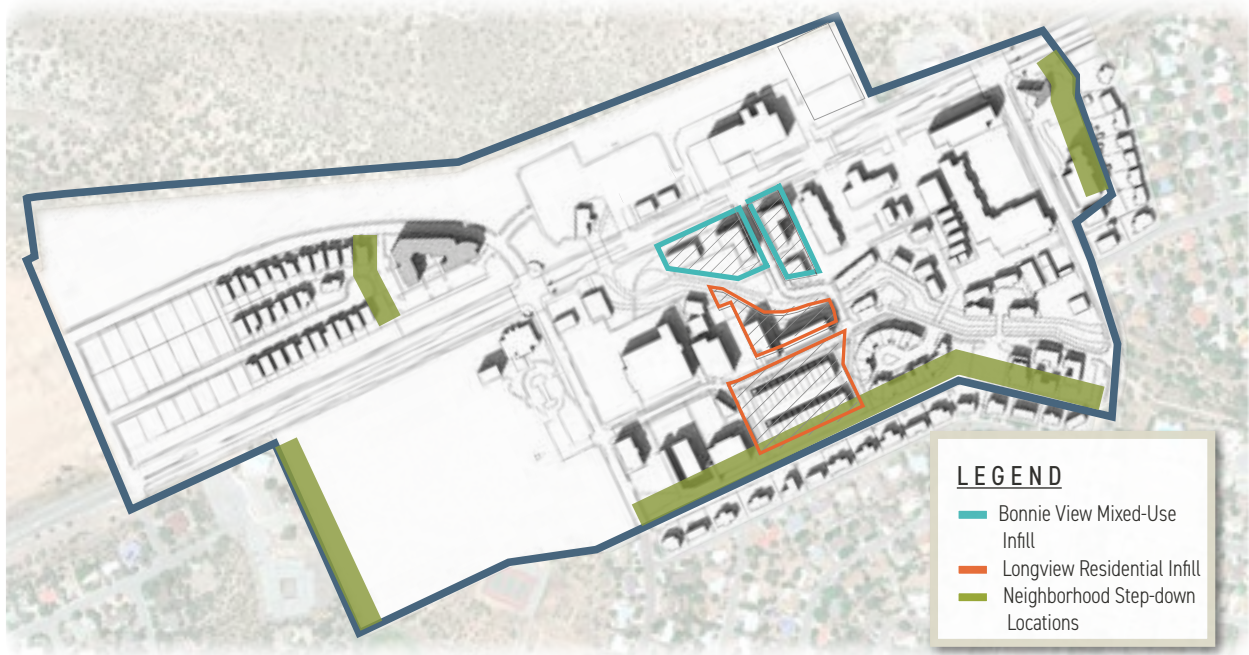 LEGEND
Bonnie View Mixed-Use
Infill
Longview Residential Infill
Neighborhood Step-down
Locations